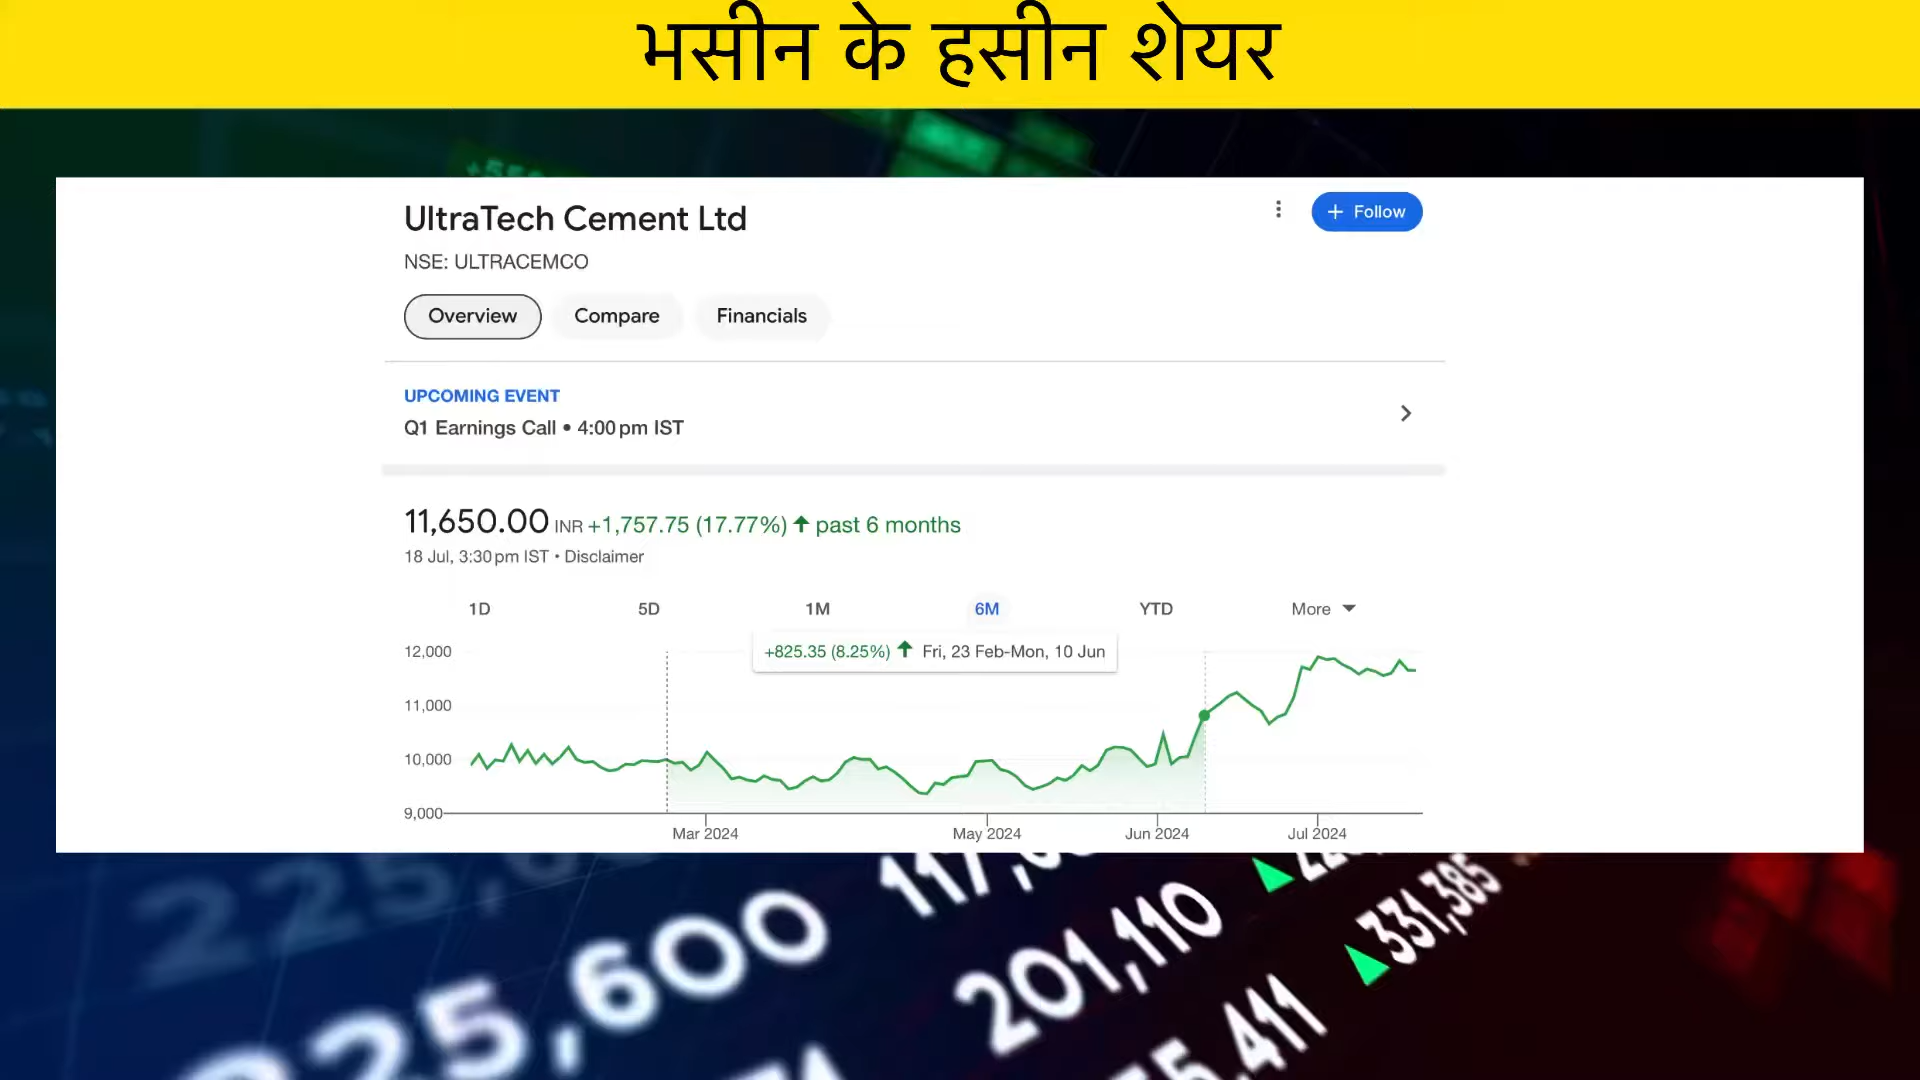 भसीन के हसीन शेयर
UltraTech Cement Ltd
+ Follow
NSE: ULTRACEMCO
Overview Compare Financials
UPCOMING EVENT
Q1 Earnings Call • 4:00 pm IST
11,650.00 INR +1,757.75 (17.77%) ↑ past 6 months
18 Jul, 3:30 pm IST • Disclaimer
1D 5D 1M 6M YTD More
+825.35 (8.25%) ↑ Fri, 23 Feb-Mon, 10 Jun
12,000
11,000
10,000
9,000
Mar 2024 May 2024 Jun 2024 Jul 2024
225,600
201,110
331,385